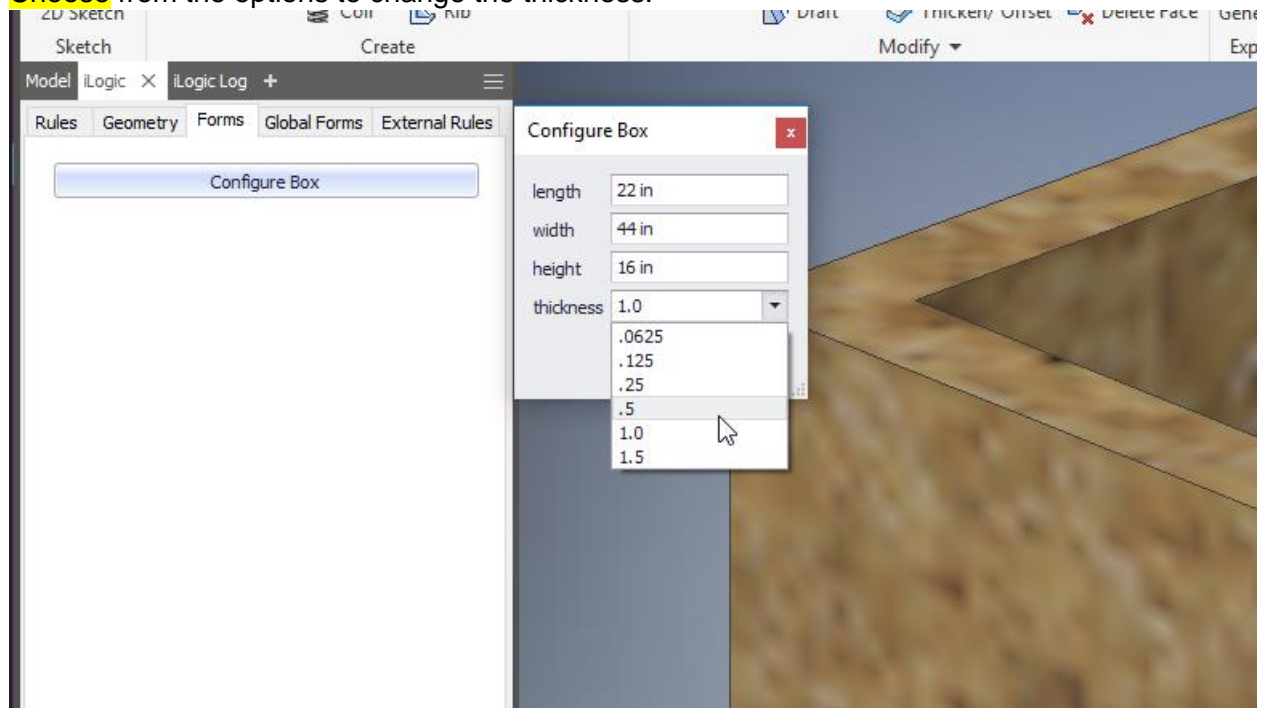 Choose from the options to change the thickness.
2D Sketch Coil Rib Draft Thicken/ Offset Delete Face
Sketch Create Modify
Model iLogic iLogic Log +
Rules Geometry Forms Global Forms External Rules
Configure Box
Configure Box x
length 22 in
width 44 in
height 16 in
thickness 1.0
.0625
.125
.25
.5
1.0
1.5